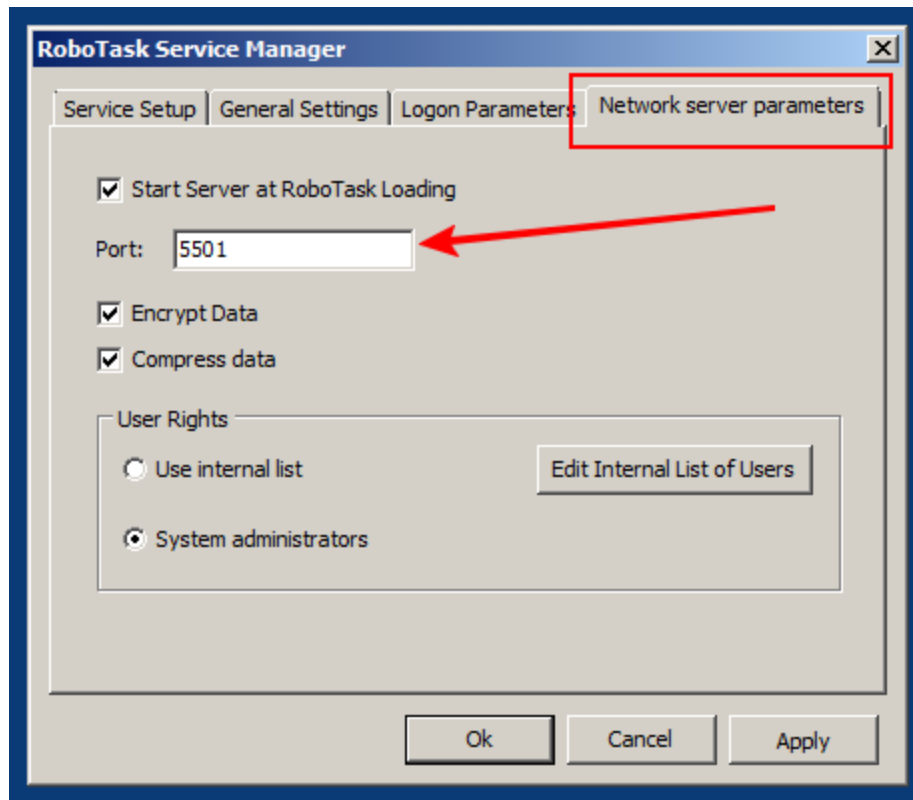 RoboTask Service Manager
Service Setup General Settings Logon Parameters Network server parameters
Start Server at RoboTask Loading
Port: 5501
Encrypt Data
Compress data
User Rights
Use internal list Edit Internal List of Users
System administrators
Ok Cancel Apply